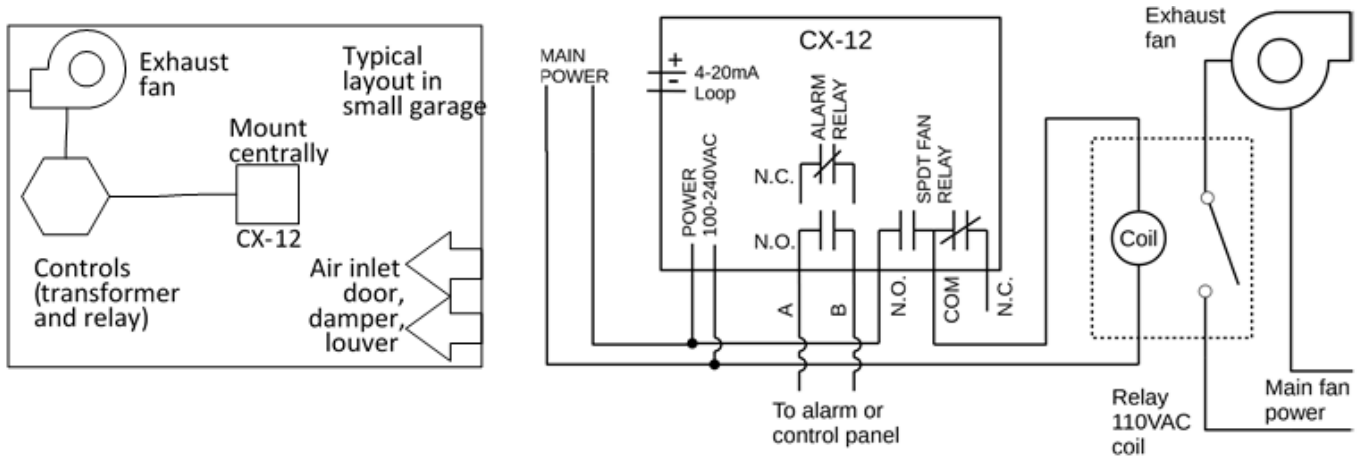 Exhaust
fan
Typical
layout in
small garage
Mount
centrally
CX-12
Controls
(transformer
and relay)
Air inlet
door,
damper,
louver
MAIN
POWER
CX-12
+
-
4-20mA
Loop
ALARM
RELAY
N.C.
N.O.
SPDT FAN
RELAY
POWER
100-240VAC
A
B
N.O.
COM
N.C.
To alarm or
control panel
Exhaust
fan
Coil
Relay
110VAC
coil
Main fan
power